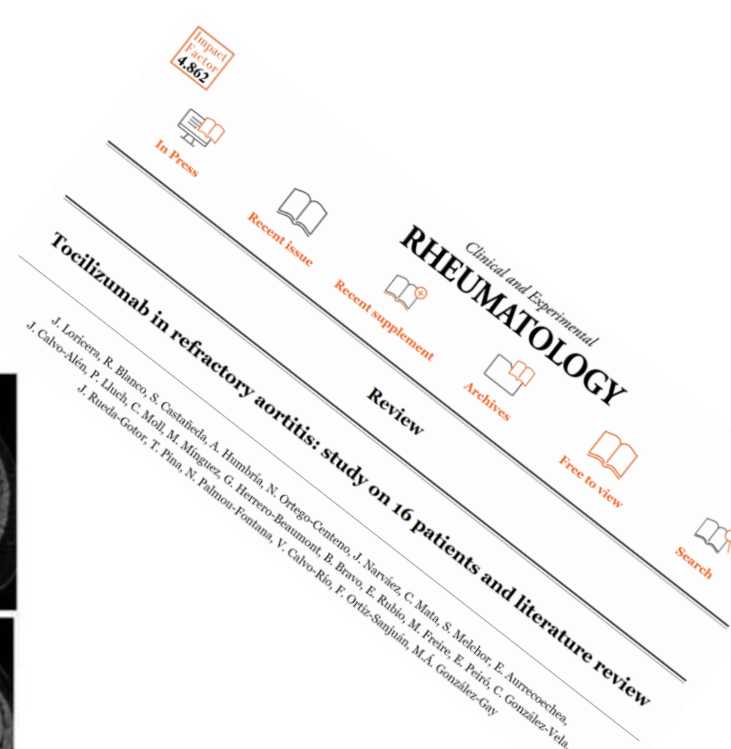 Impact
Factor
4.862
In Press
Recent issue
Recent supplement
Archives
Free to view
Search
Clinical and Experimental
RHEUMATOLOGY
Review
Tocilizumab in refractory aortitis: study on 16 patients and literature review
J. Loricera, R. Blanco, S. Castañeda, A. Humbría, N. Ortego-Centeno, J. Narváez, C. Mata, S. Melchor, E. Aurrecoechea,
J. Calvo-Alén, P. Lluch, C. Moll, M. Mínguez, G. Herrero-Beaumont, B. Bravo, E. Rubio, M. Freire, E. Peiró, C. González-Vela,
J. Rueda-Gotor, T. Pina, N. Palmou-Fontana, V. Calvo-Río, F. Ortiz-Sanjuán, M.Á. González-Gay